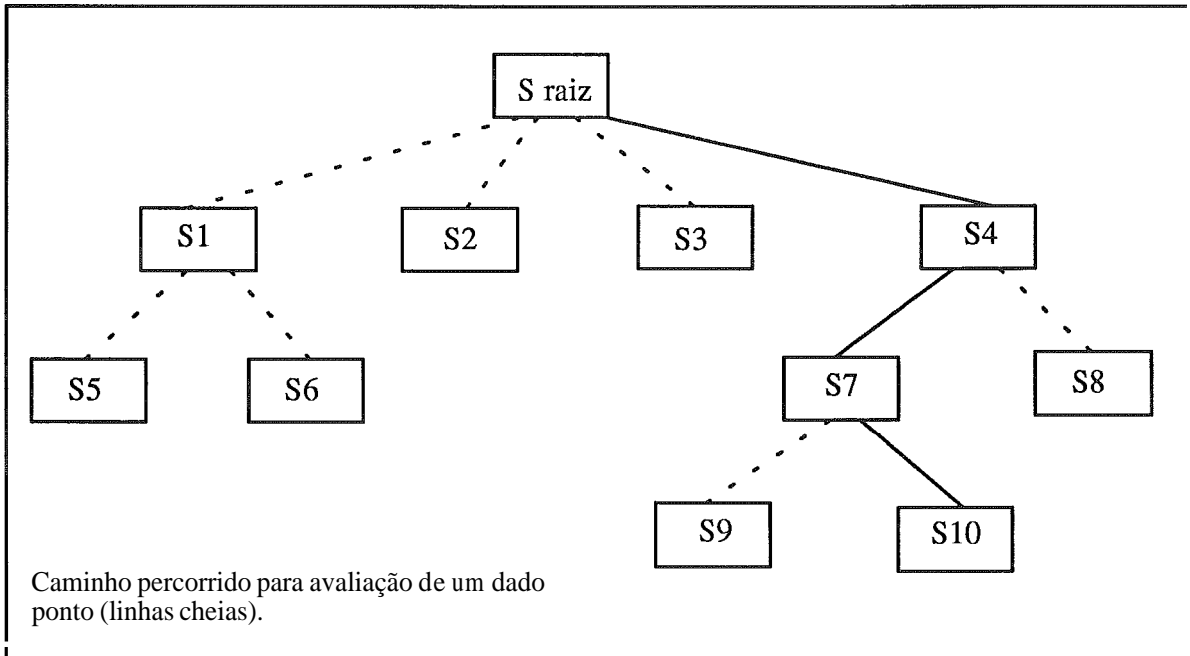 S raiz
S1
S2
S3
S4
S5
S6
S7
S8
S9
S10
Caminho percorrido para avaliação de um dado
ponto (linhas cheias).